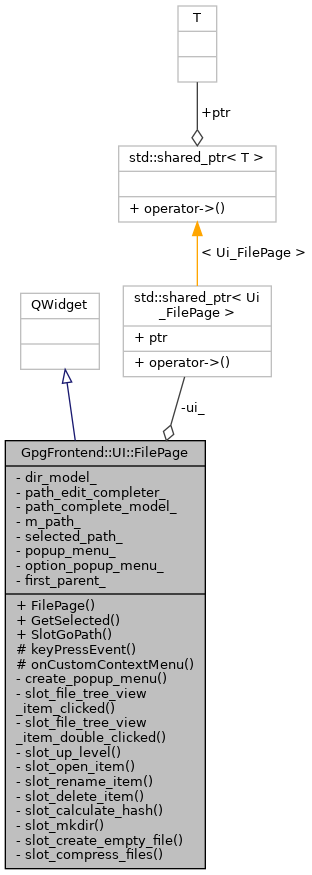 T
+ptr
std::shared_ptr< T >
+ operator->()
< Ui_FilePage >
std::shared_ptr< Ui
_FilePage >
+ ptr
+ operator->()
QWidget
-ui_
GpgFrontend::UI::FilePage
- dir_model_
- path_edit_completer_
- path_complete_model_
- m_path_
- selected_path_
- popup_menu_
- option_popup_menu_
- first_parent_
+ FilePage()
+ GetSelected()
+ SlotGoPath()
# keyPressEvent()
# onCustomContextMenu()
- create_popup_menu()
- slot_file_tree_view
_item_clicked()
- slot_file_tree_view
_item_double_clicked()
- slot_up_level()
- slot_open_item()
- slot_rename_item()
- slot_delete_item()
- slot_calculate_hash()
- slot_mkdir()
- slot_create_empty_file()
- slot_compress_files()